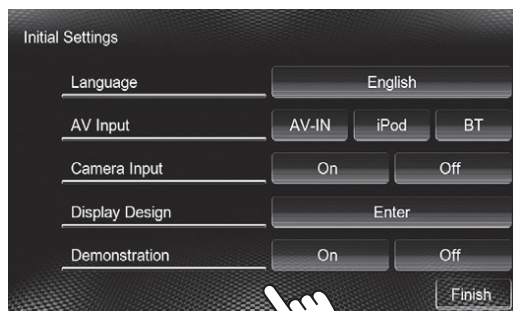 Initial Settings
Language English
AV Input AV-IN iPod BT
Camera Input On Off
Display Design Enter
Demonstration On Off
Finish